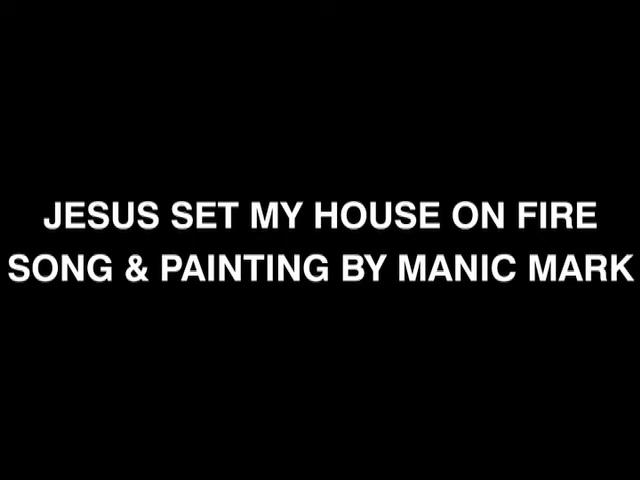 JESUS SET MY HOUSE ON FIRE
SONG & PAINTING BY MANIC MARK